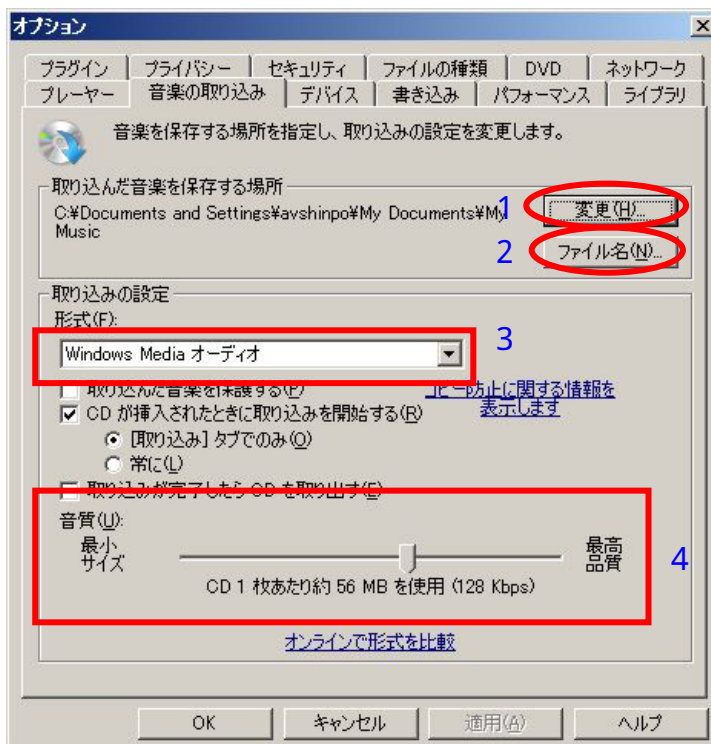 オプション
プラグイン プライバシー セキュリティ ファイルの種類 DVD ネットワーク
プレーヤー 音楽の取り込み デバイス 書き込み パフォーマンス ライブラリ
音楽を保存する場所を指定し、取り込みの設定を変更します。
取り込んだ音楽を保存する場所
C:¥Documents and Settings¥avshinpo¥My Documents¥My
Music
1 変更(H)...
2 ファイル名(N)...
取り込みの設定
形式(F):
Windows Media オーディオ
3
取り込んだ音楽を保護する(P)
コピー防止に関する情報を
表示します
CD が挿入されたときに取り込みを開始する(R)
[取り込み] タブでのみ(O)
常に(L)
取り込みが完了したら CD を取り出す(E)
音質(U):
最小
サイズ
最高
品質
4
CD 1 枚あたり約 56 MB を使用 (128 Kbps)
オンラインで形式を比較
OK キャンセル 適用(A) ヘルプ